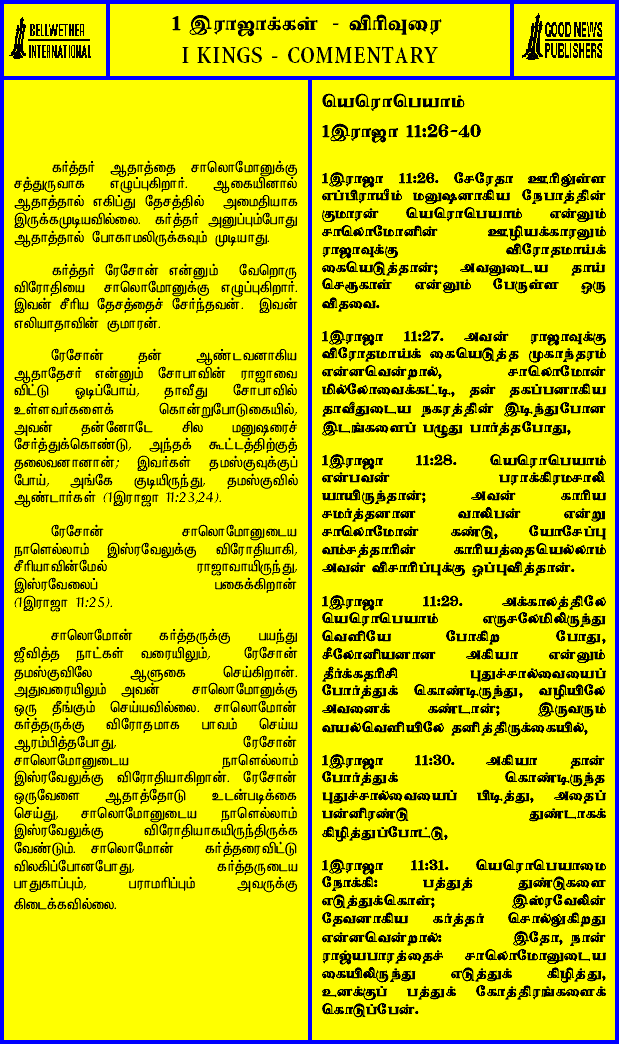 BELLWETHER
INTERNATIONAL
1 இராஜாக்கள் - விரிவுரை
I KINGS - COMMENTARY
GOOD NEWS
PUBLISHERS
கர்த்தர் ஆதாத்தை சாலொமோனுக்கு
சத்துருவாக எழுப்புகிறார். ஆகையினால்
ஆதாத்தால் எகிப்து தேசத்தில் அமைதியாக
இருக்கமுடியவில்லை. கர்த்தர் அனுப்பும்போது
ஆதாத்தால் போகாமலிருக்கவும் முடியாது.
கர்த்தர் ரேசோன் என்னும் வேறொரு
விரோதியை சாலொமோனுக்கு எழுப்புகிறார்.
இவன் சீரிய தேசத்தைச் சேர்ந்தவன். இவன்
எலியாதாவின் குமாரன்.
ரேசோன் தன் ஆண்டவனாகிய
ஆதாதேசர் என்னும் சோபாவின் ராஜாவை
விட்டு ஓடிப்போய், தாவீது சோபாவில்
உள்ளவர்களைக் கொன்றுபோடுகையில்,
அவன் தன்னோடே சில மனுஷரைச்
சேர்த்துக்கொண்டு, அந்தக் கூட்டத்திற்குத்
தலைவனானான்; இவர்கள் தமஸ்குவுக்குப்
போய், அங்கே குடியிருந்து, தமஸ்குவில்
ஆண்டார்கள் (1இராஜா 11:23,24).
ரேசோன் சாலொமோனுடைய
நாளெல்லாம் இஸ்ரவேலுக்கு விரோதியாகி,
சீரியாவின்மேல் ராஜாவாயிருந்து,
இஸ்ரவேலைப் பகைக்கிறான்
(1இராஜா 11:25).
சாலொமோன் கர்த்தருக்கு பயந்து
ஜீவித்த நாட்கள் வரையிலும், ரேசோன்
தமஸ்குவிலே ஆளுகை செய்கிறான்.
அதுவரையிலும் அவன் சாலொமோனுக்கு
ஒரு தீங்கும் செய்யவில்லை. சாலொமோன்
கர்த்தருக்கு விரோதமாக பாவம் செய்ய
ஆரம்பித்தபோது, ரேசோன்
சாலொமோனுடைய நாளெல்லாம்
இஸ்ரவேலுக்கு விரோதியாகிறான். ரேசோன்
ஒருவேளை ஆதாத்தோடு உடன்படிக்கை
செய்து, சாலொமோனுடைய நாளெல்லாம்
இஸ்ரவேலுக்கு விரோதியாகயிருந்திருக்க
வேண்டும். சாலொமோன் கர்த்தரைவிட்டு
விலகிப்போனபோது, கர்த்தருடைய
பாதுகாப்பும், பராமரிப்பும் அவருக்கு
கிடைக்கவில்லை.
யெரொபெயாம்
1இராஜா 11:26-40
1இராஜா 11:26. சேரேதா ஊரிலுள்ள
எப்பிராயீம் மனுஷனாகிய நேபாத்தின்
குமாரன் யெரொபெயாம் என்னும்
சாலொமோனின் ஊழியக்காரனும்
ராஜாவுக்கு விரோதமாய்க்
கையெடுத்தான்; அவனுடைய தாய்
செரூகாள் என்னும் பேருள்ள ஒரு
விதவை.
1இராஜா 11:27. அவன் ராஜாவுக்கு
விரோதமாய்க் கையெடுத்த முகாந்தரம்
என்னவென்றால், சாலொமோன்
மில்லோவைக்கட்டி, தன் தகப்பனாகிய
தாவீதுடைய நகரத்தின் இடிந்துபோன
இடங்களைப் பழுது பார்த்தபோது,
1இராஜா 11:28. யெரொபெயாம்
என்பவன் பராக்கிரமசாலி
யாயிருந்தான்; அவன் காரிய
சமர்த்தனான வாலிபன் என்று
சாலொமோன் கண்டு, யோசேப்பு
வம்சத்தாரின் காரியத்தையெல்லாம்
அவன் விசாரிப்புக்கு ஒப்புவித்தான்.
1இராஜா 11:29. அக்காலத்திலே
யெரொபெயாம் எருசலேமிலிருந்து
வெளியே போகிற போது,
சீலோனியனான அகியா என்னும்
தீர்க்கதரிசி புதுச்சால்வையைப்
போர்த்துக் கொண்டிருந்து, வழியிலே
அவனைக் கண்டான்; இருவரும்
வயல்வெளியிலே தனித்திருக்கையில்,
1இராஜா 11:30. அகியா தான்
போர்த்துக் கொண்டிருந்த
புதுச்சால்வையைப் பிடித்து, அதைப்
பன்னிரண்டு துண்டாகக்
கிழித்துப்போட்டு,
1இராஜா 11:31. யெரொபெயாமை
நோக்கி: பத்துத் துண்டுகளை
எடுத்துக்கொள்; இஸ்ரவேலின்
தேவனாகிய கர்த்தர் சொல்லுகிறது
என்னவென்றால்: இதோ, நான்
ராஜ்யபாரத்தைச் சாலொமோனுடைய
கையிலிருந்து எடுத்துக் கிழித்து,
உனக்குப் பத்துக் கோத்திரங்களைக்
கொடுப்பேன்.